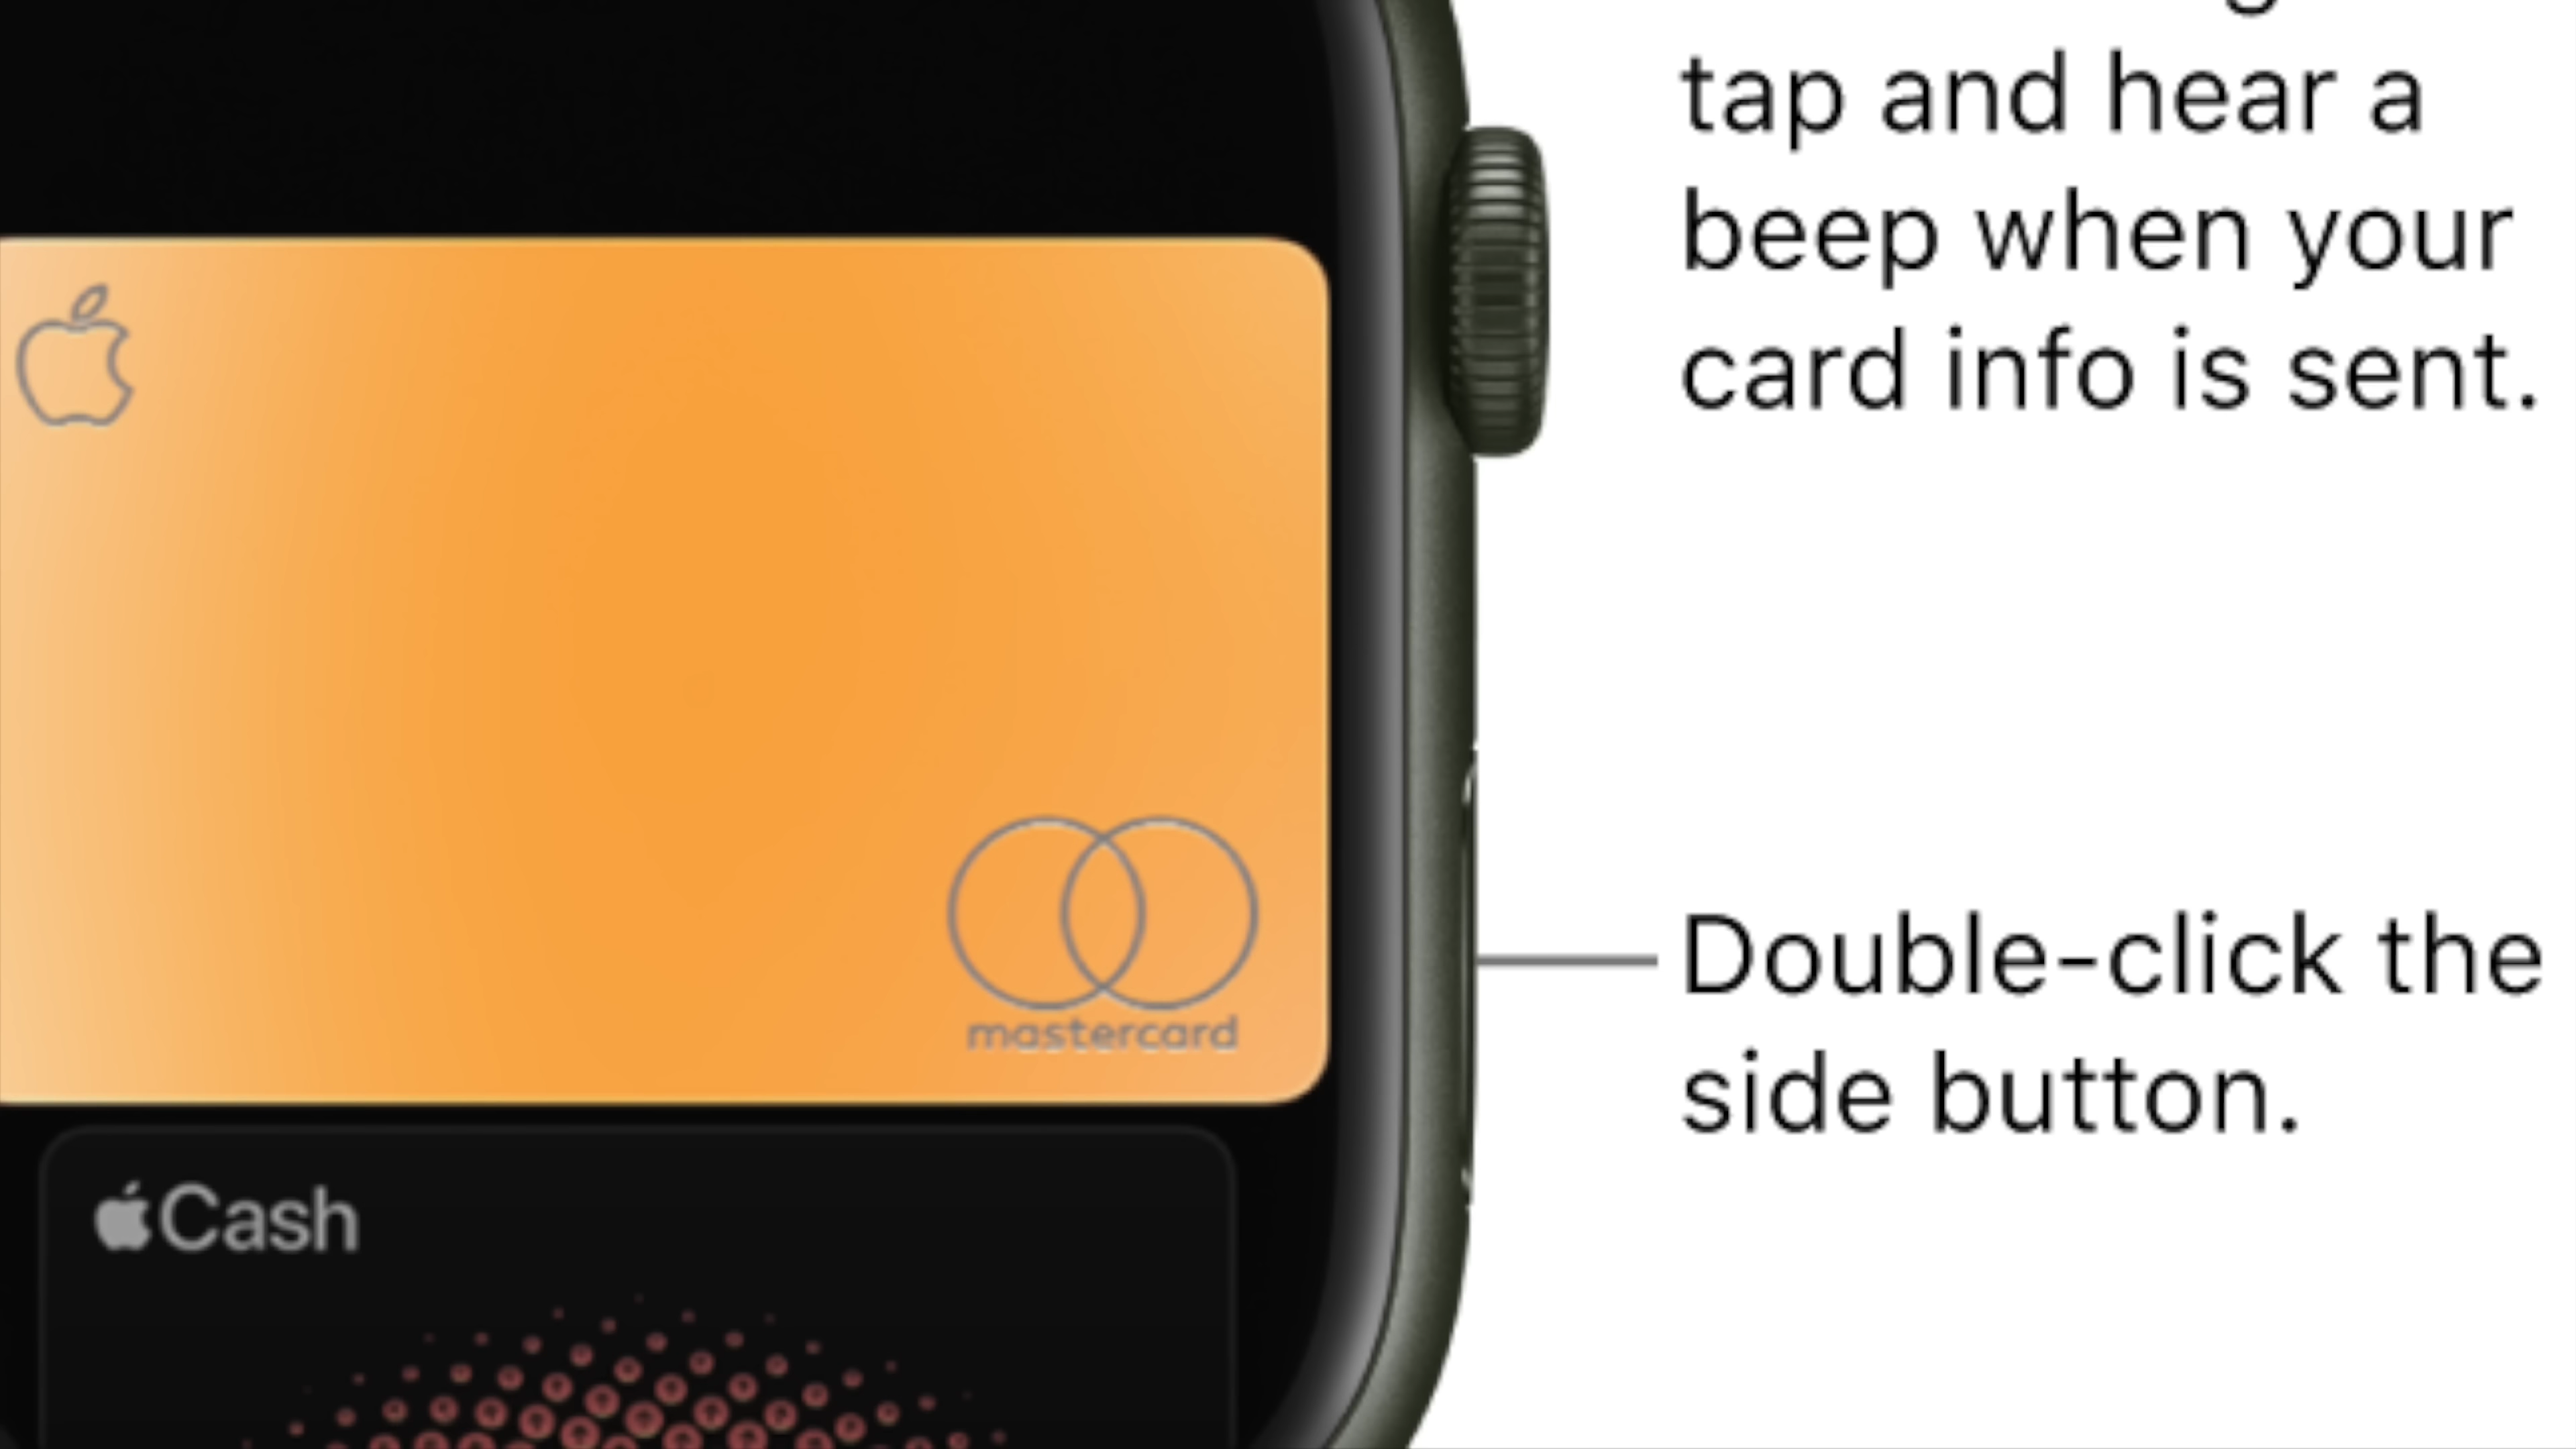 tap and hear a
beep when your
card info is sent.
mastercard
Double-click the
side button.
Cash